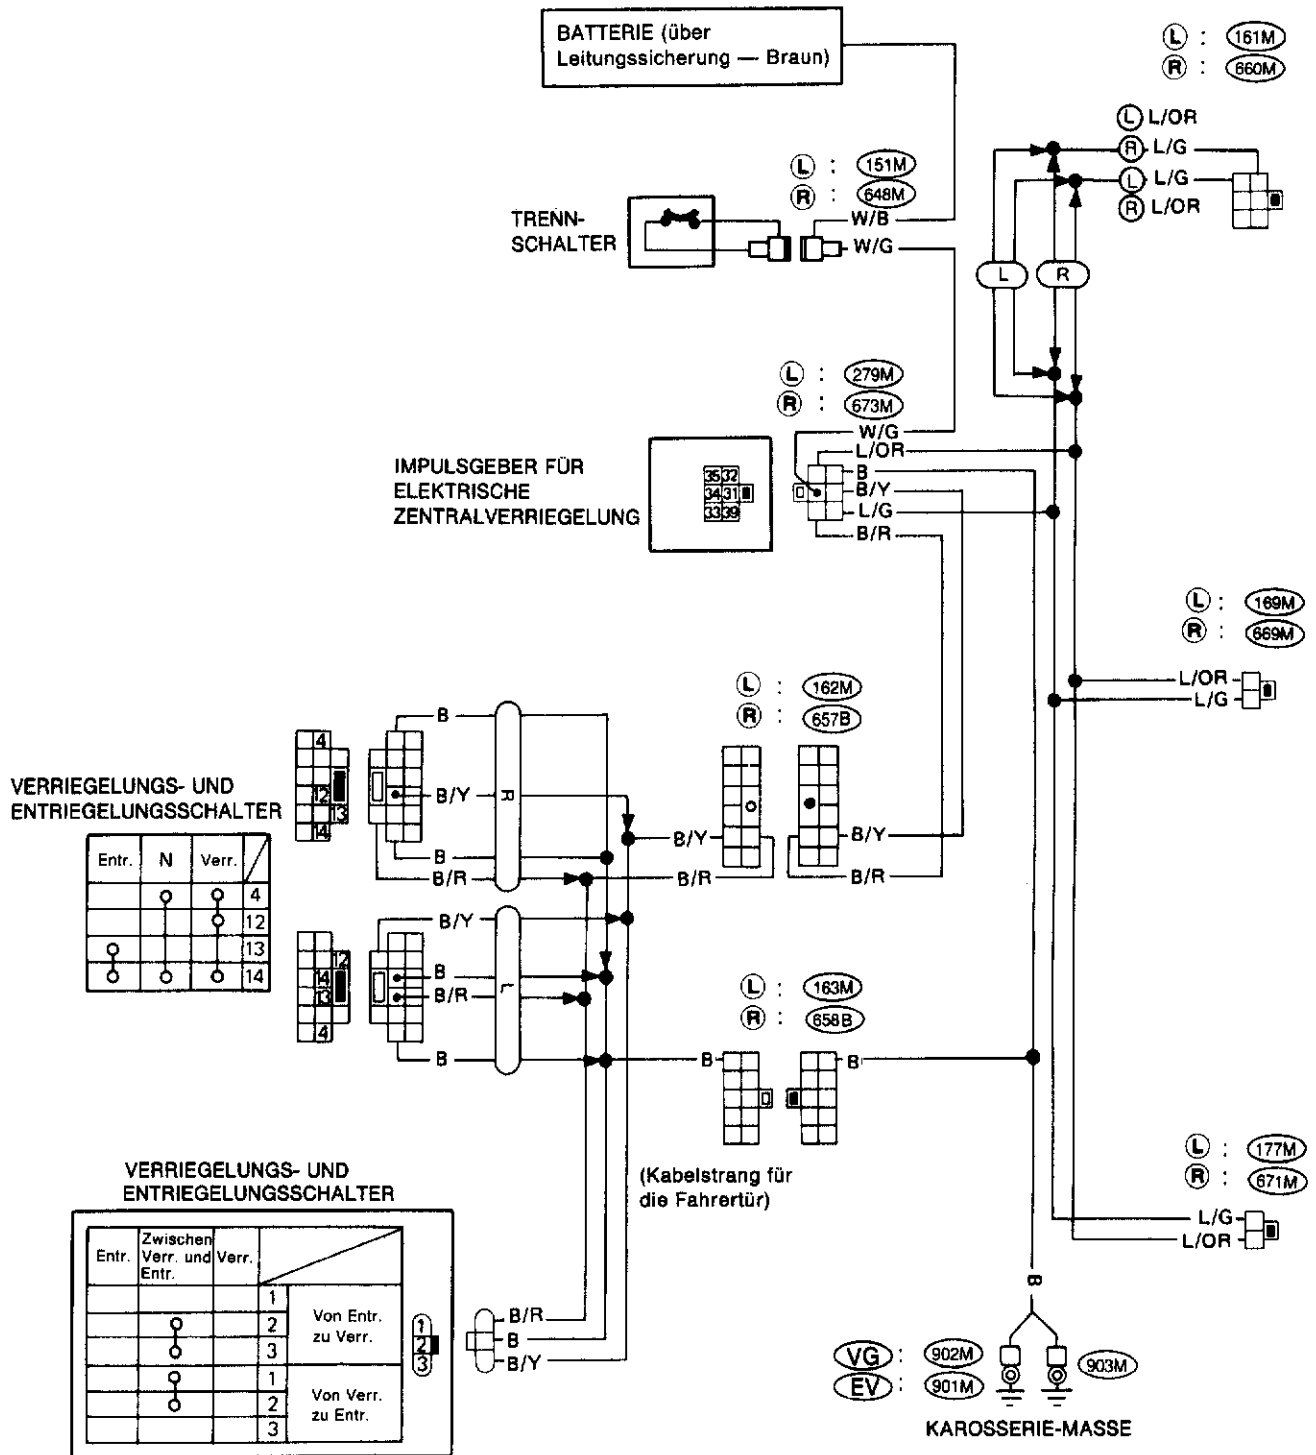 BATTERIE (über
Leitungssicherung — Braun)
L : 161M
R : 660M
L L/OR
R L/G
L L/G
R L/OR
L : 151M
R : 648M
W/B
W/G
TRENN-
SCHALTER
L
R
L : 279M
R : 673M
W/G
L/OR
B
B/Y
L/G
B/R
IMPULSGEBER FÜR
ELEKTRISCHE
ZENTRALVERRIEGELUNG
35 32
34 31
33 39
L : 169M
R : 669M
L/OR
L/G
L : 162M
R : 657B
B
B/Y
B
B/R
R
4
12
13
14
B/Y
B/R
B/Y
B/R
VERRIEGELUNGS- UND
ENTRIEGELUNGSSCHALTER
Entr. N Verr.
4
12
13
14
B/Y
B
B/R
B
L
12
14
13
4
L : 163M
R : 658B
B
B
(Kabelstrang für
die Fahrertür)
L : 177M
R : 671M
L/G
L/OR
VERRIEGELUNGS- UND
ENTRIEGELUNGSSCHALTER
Entr. Zwischen Verr. und Entr. Verr.
1
2
3
Von Entr.
zu Verr.
1
2
3
Von Verr.
zu Entr.
1
2
3
B/R
B
B/Y
B
VG : 902M
EV : 901M
903M
KAROSSERIE-MASSE